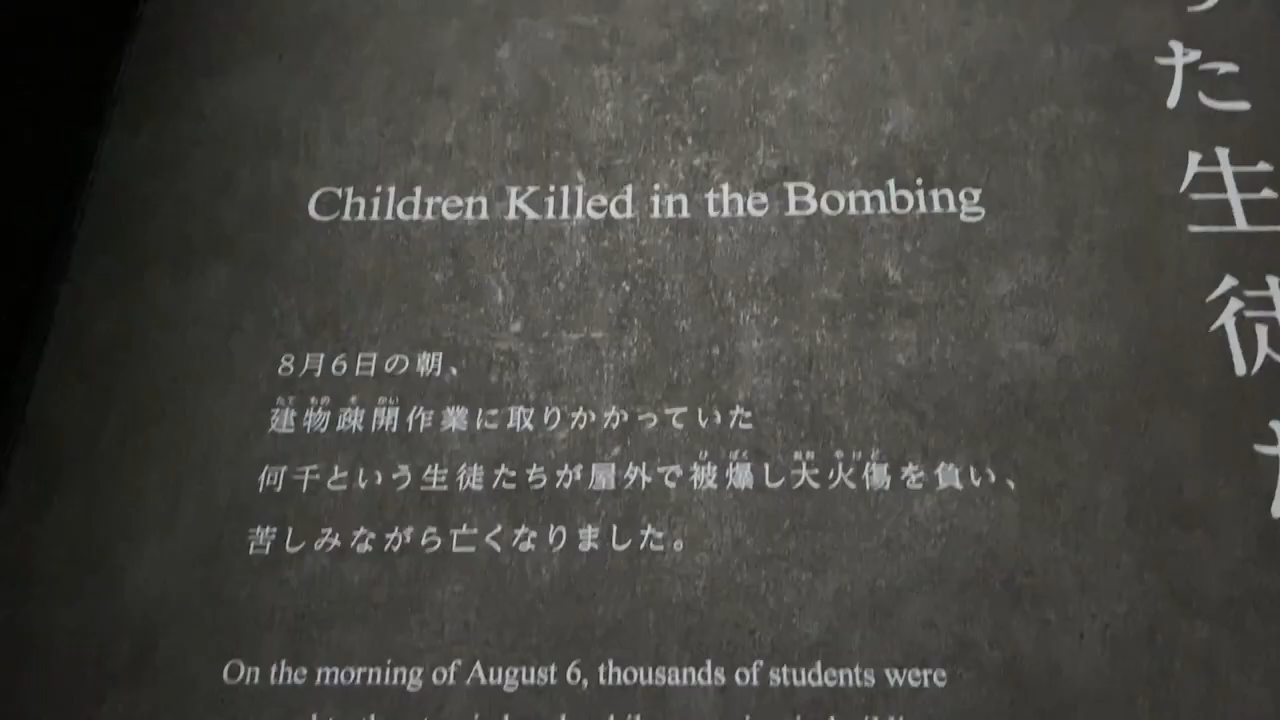 Children Killed in the Bombing
8月6日の朝、
建物疎開作業に取りかかっていた
何千という生徒たちが屋外で被爆し大火傷を負い、
苦しみながら亡くなりました。
On the morning of August 6, thousands of students were
た生徒